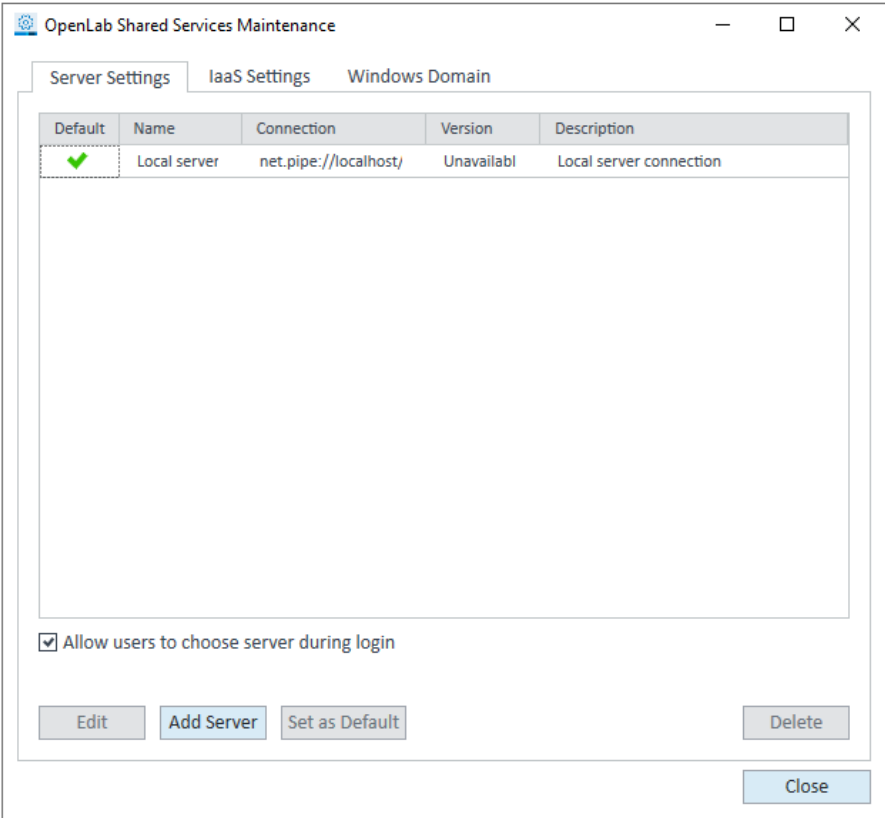 OpenLab Shared Services Maintenance
Server Settings IaaS Settings Windows Domain
Default Name Connection Version Description
Local server net.pipe://localhost/ Unavailabl Local server connection
Allow users to choose server during login
Edit Add Server Set as Default Delete
Close